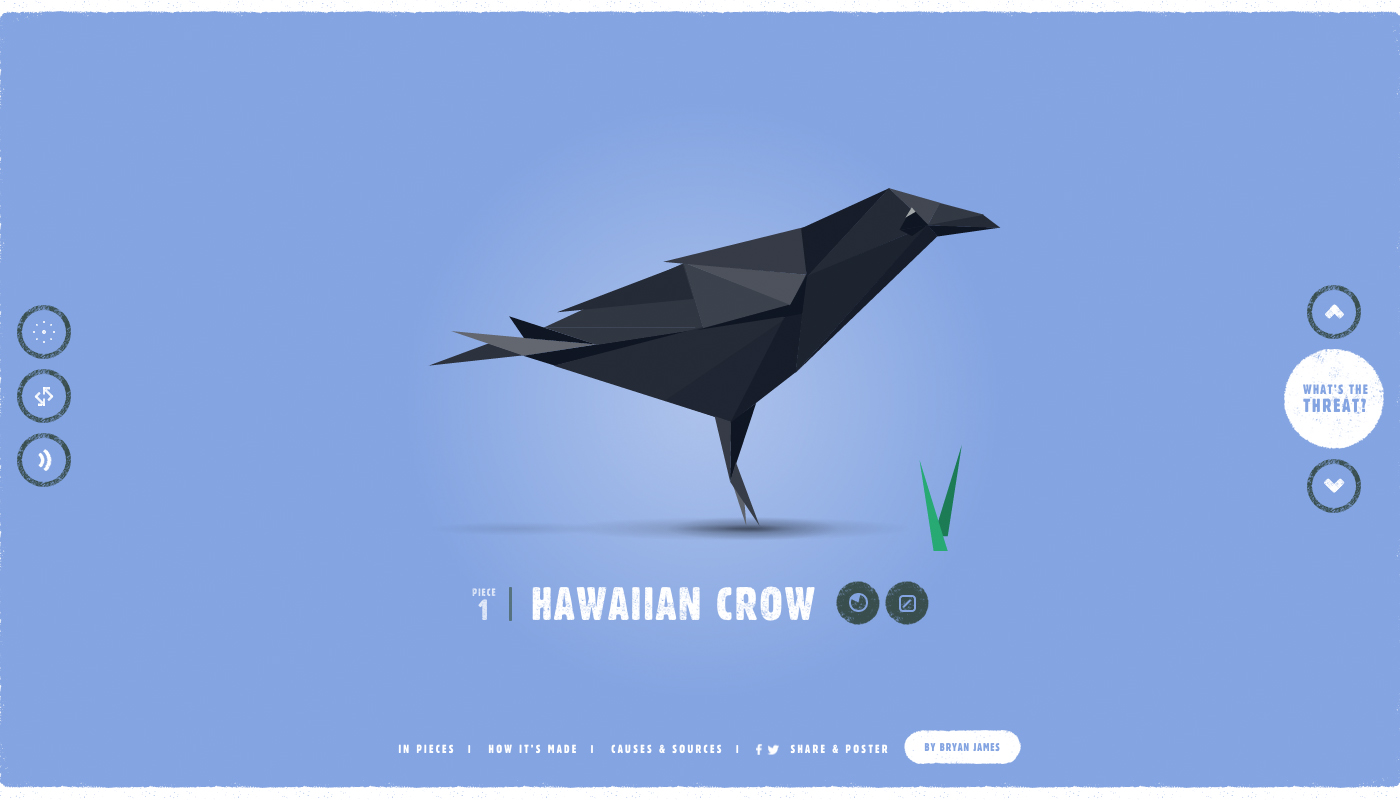 WHAT'S THE
THREAT?
PIECE
1
HAWAIIAN CROW
IN PIECES | HOW IT'S MADE | CAUSES & SOURCES | SHARE & POSTER BY BRYAN JAMES